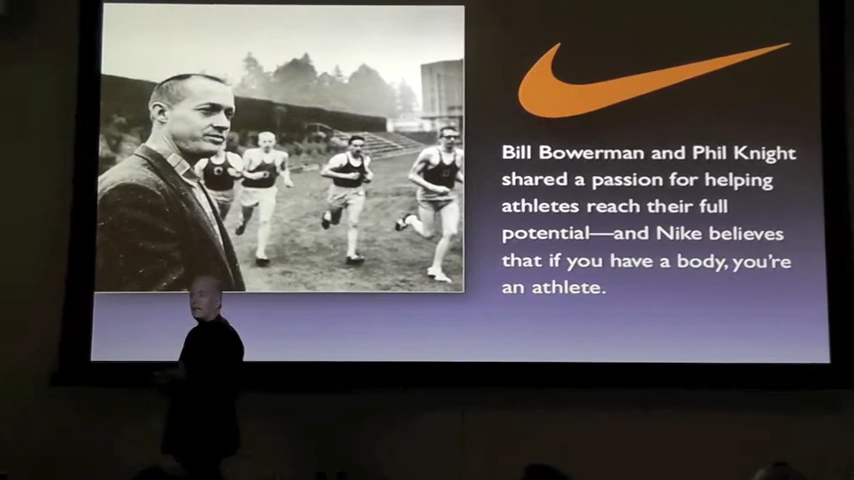 Bill Bowerman and Phil Knight
shared a passion for helping
athletes reach their full
potential—and Nike believes
that if you have a body, you're
an athlete.